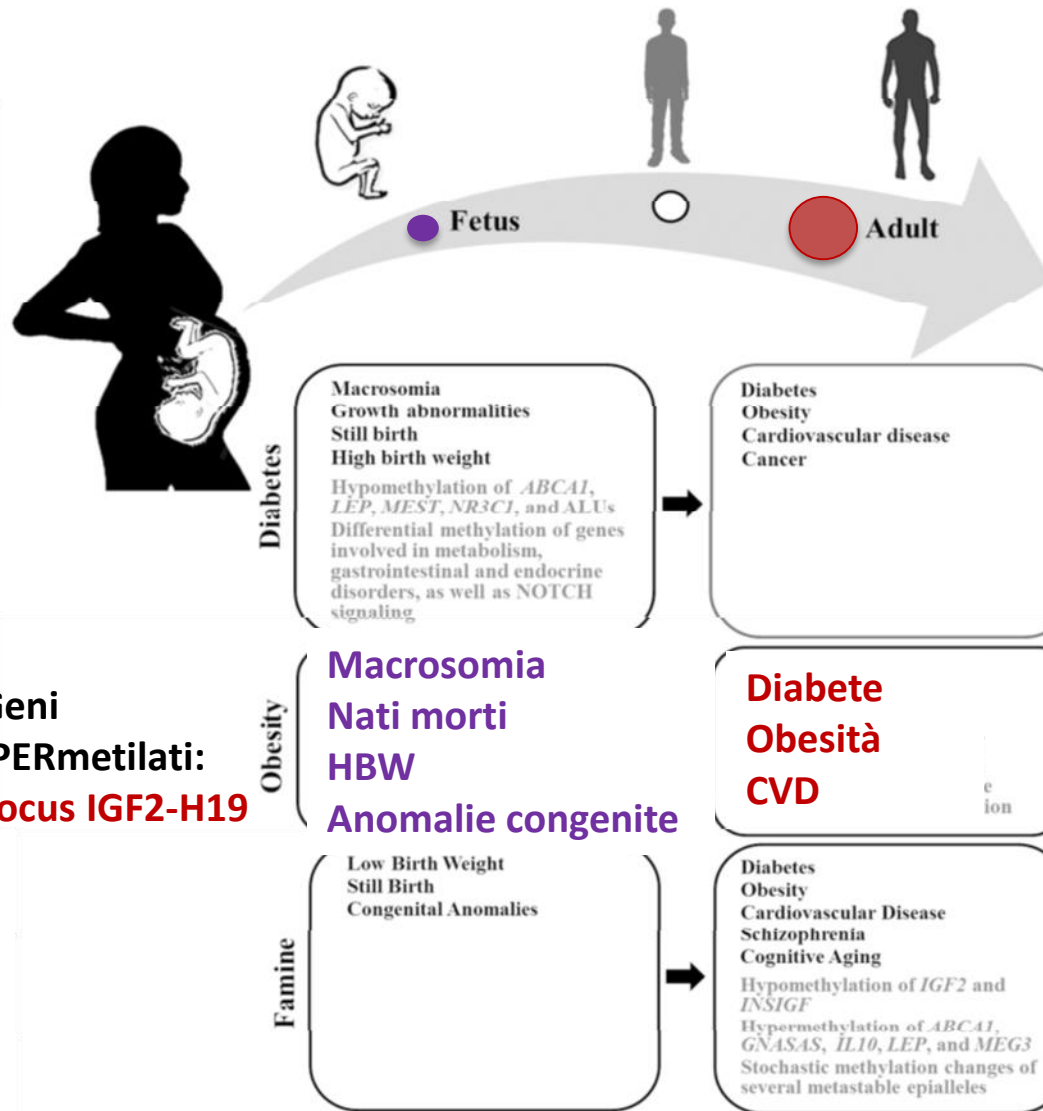 Fetus
Adult
Diabetes
Macrosomia
Growth abnormalities
Still birth
High birth weight
Hypomethylation of ABCA1,
LEP, MEST, NR3C1, and ALUs
Differential methylation of genes
involved in metabolism,
gastrointestinal and endocrine
disorders, as well as NOTCH
signaling
Diabetes
Obesity
Cardiovascular disease
Cancer
Geni
PERmetilati:
ocus IGF2-H19
Obesity
Macrosomia
Nati morti
HBW
Anomalie congenite
Diabete
Obesità
CVD
e
ion
Famine
Low Birth Weight
Still Birth
Congenital Anomalies
Diabetes
Obesity
Cardiovascular Disease
Schizophrenia
Cognitive Aging
Hypomethylation of IGF2 and
INSIGF
Hypermethylation of ABCA1,
GNASAS, IL10, LEP, and MEG3
Stochastic methylation changes of
several metastable epialleles